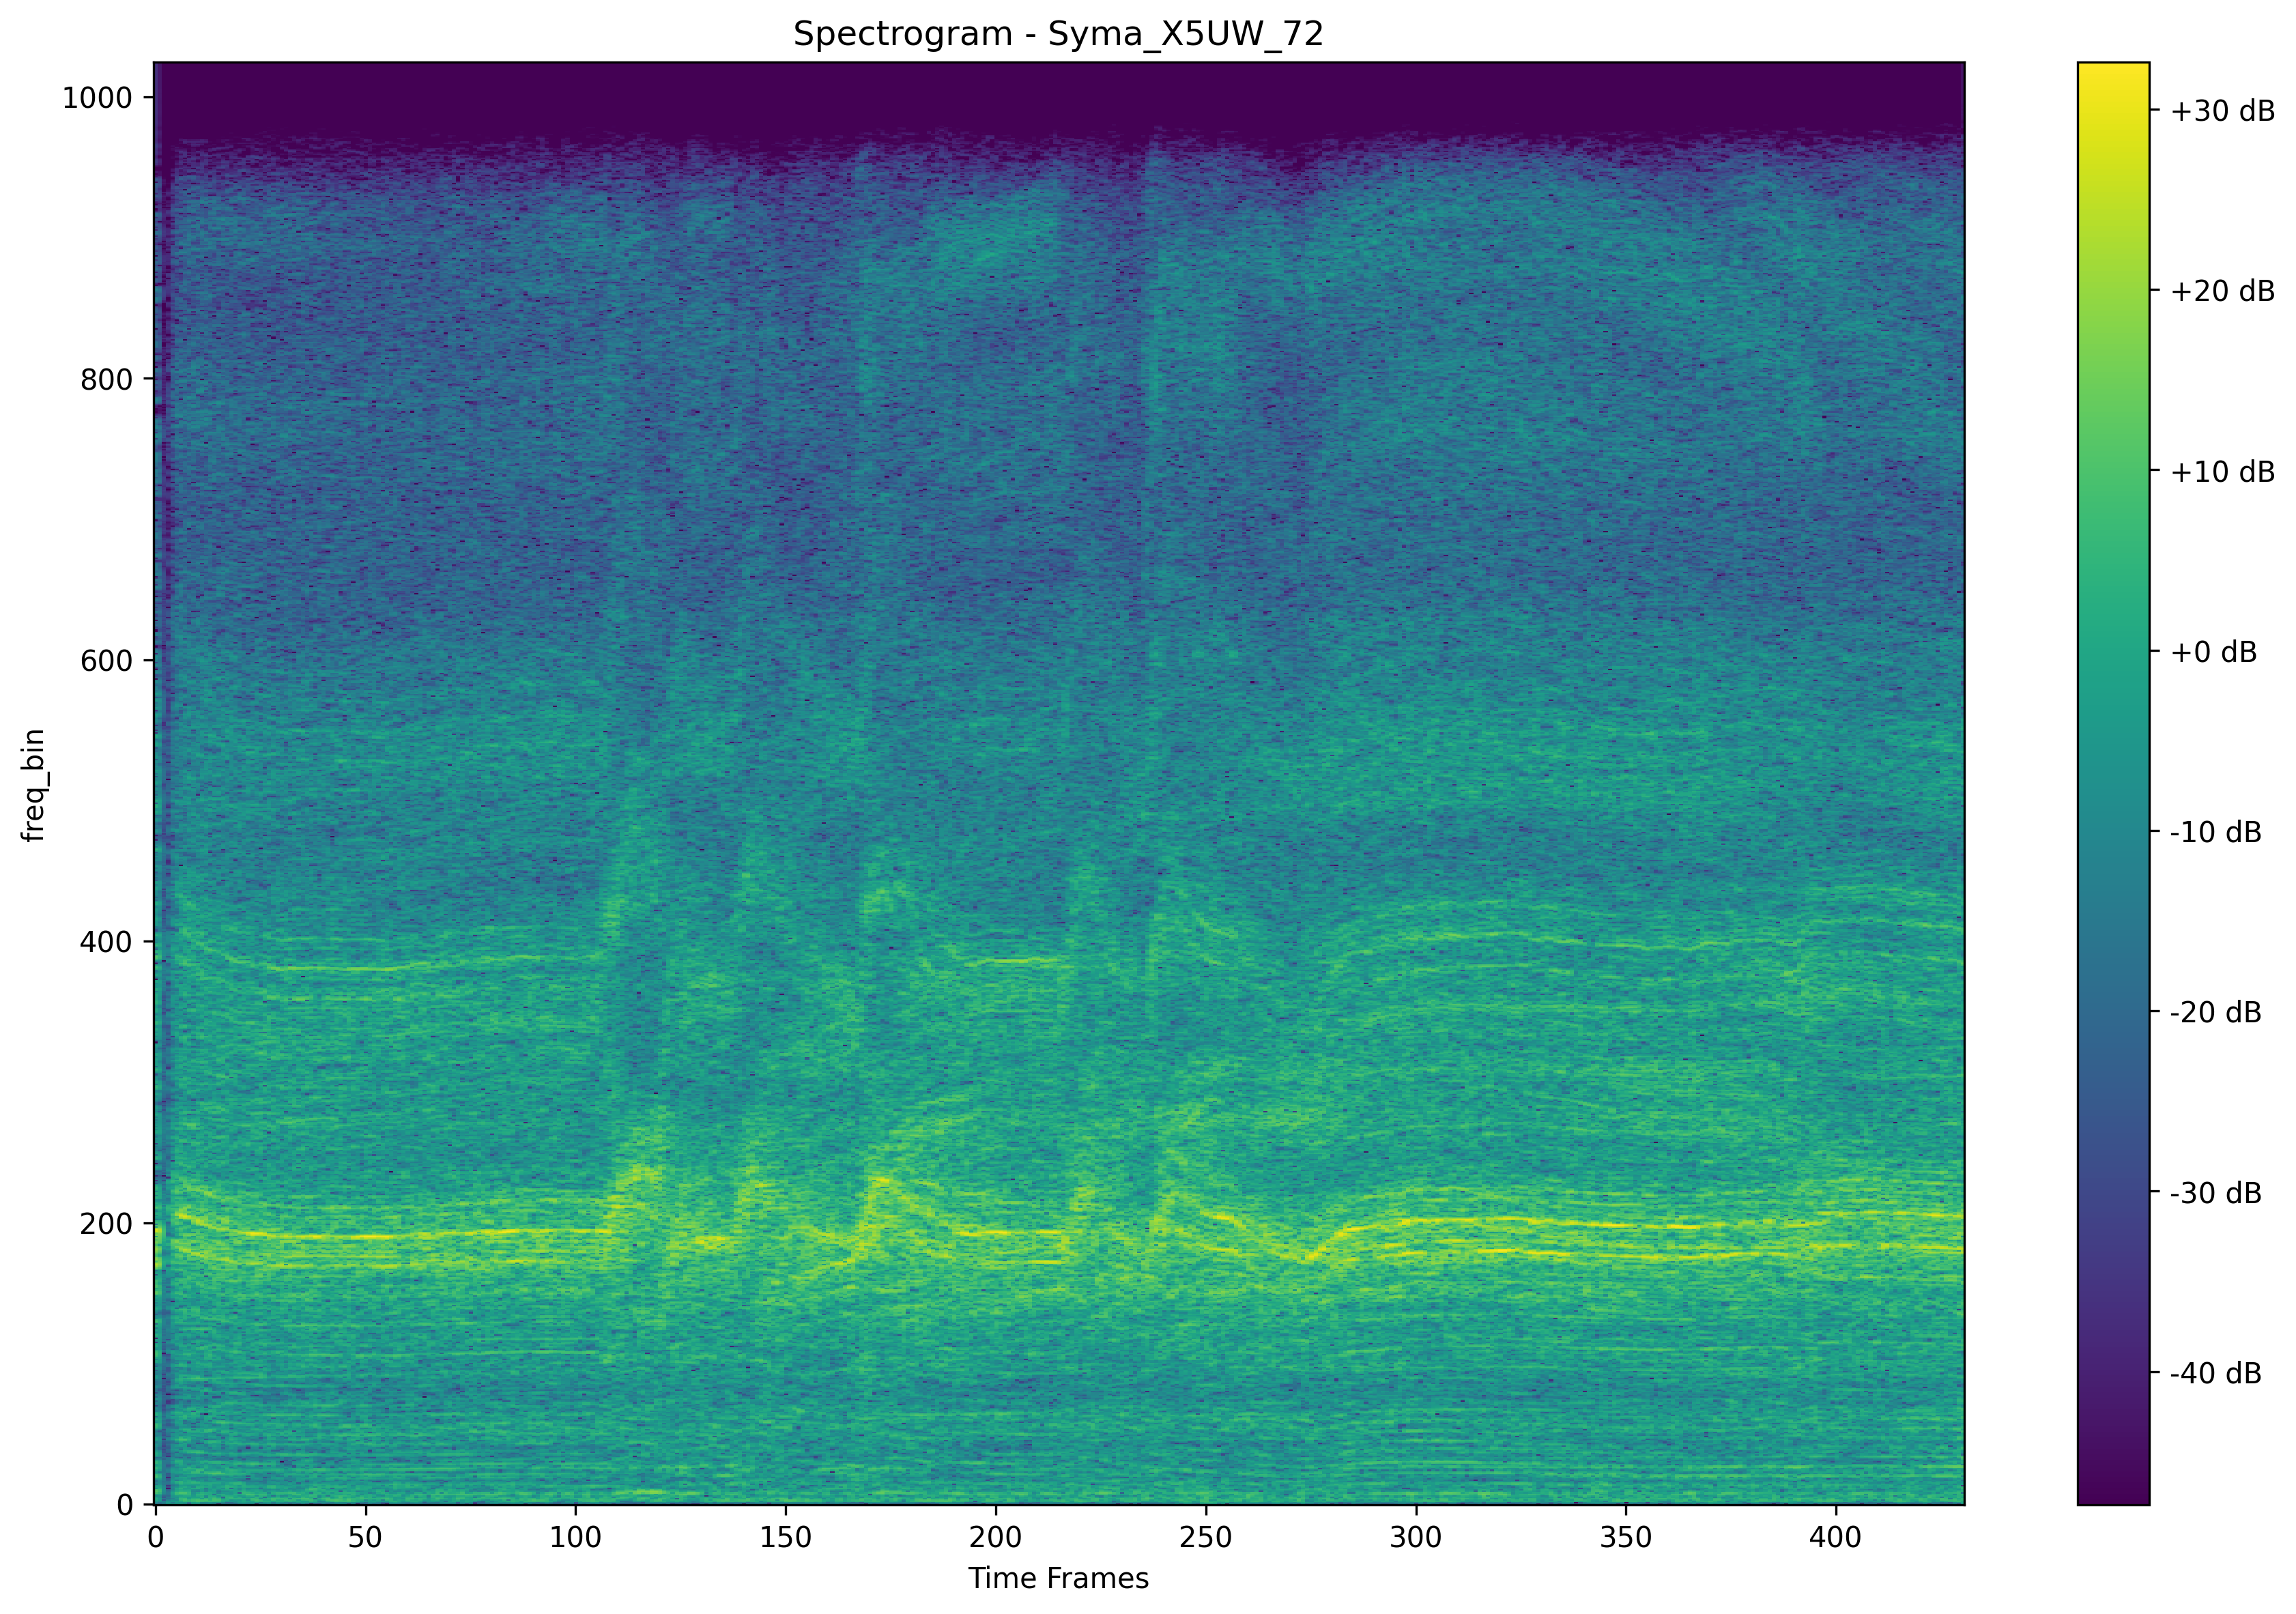 Spectrogram - Syma_X5UW_72
1000
800
600
400
200
0
freq_bin
0 50 100 150 200 250 300 350 400
Time Frames
+30 dB
+20 dB
+10 dB
+0 dB
-10 dB
-20 dB
-30 dB
-40 dB